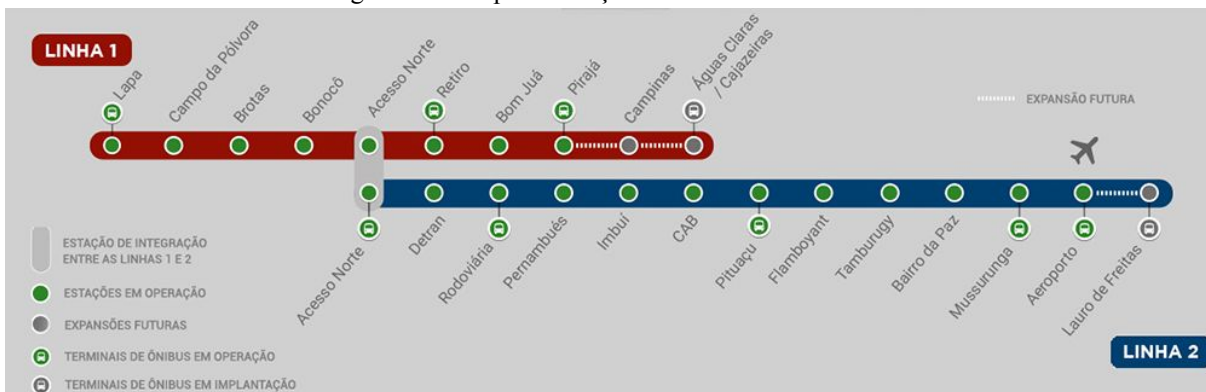 LINHA 1
Lapa
Campo da Pólvora
Brotas
Bonocô
Acesso Norte
Retiro
Bom Juá
Pirajá
Campinas
Águas Claras
/ Cajazeiras
EXPANSÃO FUTURA
ESTAÇÃO DE INTEGRAÇÃO
ENTRE AS LINHAS 1 E 2
ESTAÇÕES EM OPERAÇÃO
EXPANSÕES FUTURAS
TERMINAIS DE ÔNIBUS EM OPERAÇÃO
TERMINAIS DE ÔNIBUS EM IMPLANTAÇÃO
Acesso Norte
Detran
Rodoviária
Pernambués
Imbuí
CAB
Pituaçu
Flamboyant
Tamburugy
Bairro da Paz
Mussurunga
Aeroporto
Lauro de Freitas
LINHA 2